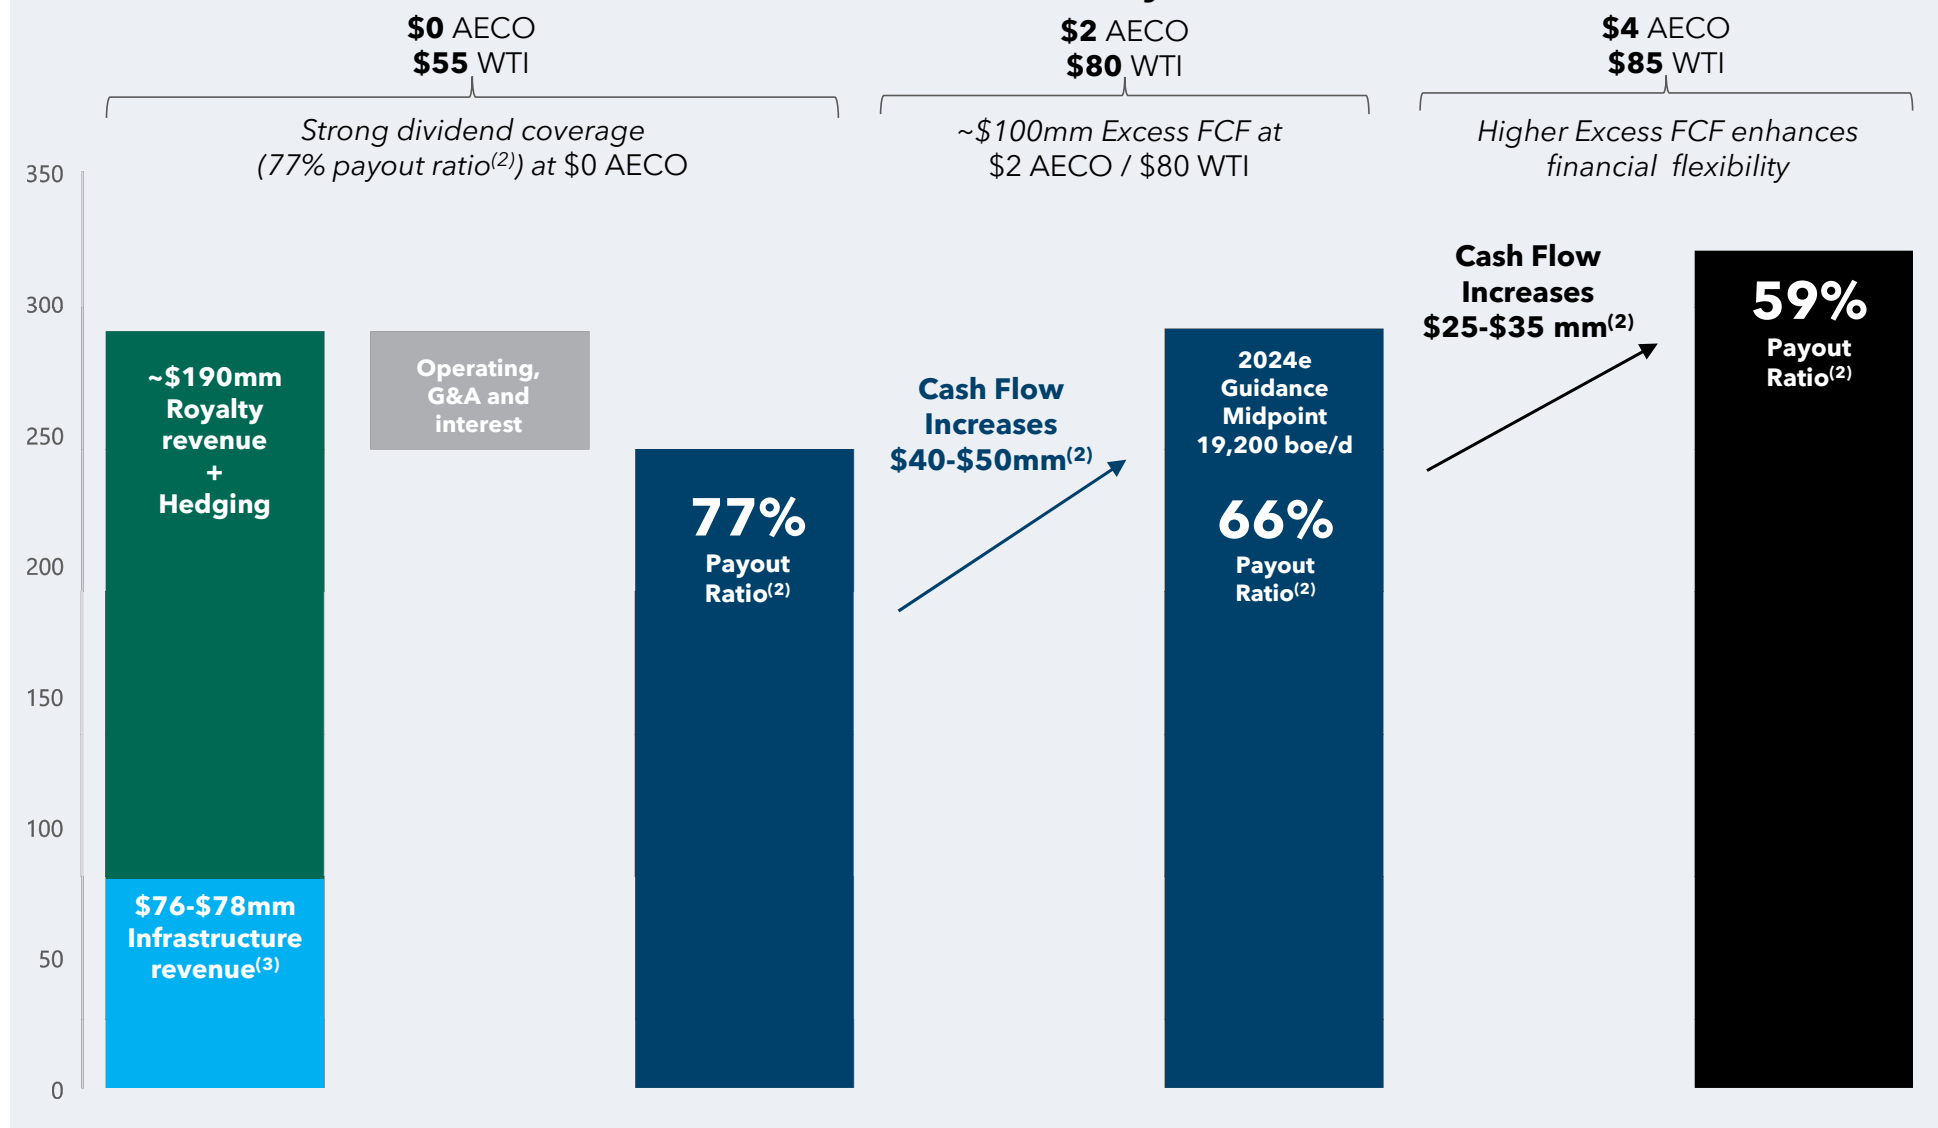 $0 AECO
$55 WTI
$2 AECO
$80 WTI
$4 AECO
$85 WTI
Strong dividend coverage
(77% payout ratio(2)) at $0 AECO
~$100mm Excess FCF at
$2 AECO / $80 WTI
Higher Excess FCF enhances
financial flexibility
350
300
250
200
150
100
50
0
~$190mm
Royalty
revenue
+
Hedging
$76-$78mm
Infrastructure
revenue(3)
Operating,
G&A and
interest
77%
Payout
Ratio(2)
Cash Flow
Increases
$40-$50mm(2)
2024e
Guidance
Midpoint
19,200 boe/d
66%
Payout
Ratio(2)
Cash Flow
Increases
$25-$35 mm(2)
59%
Payout
Ratio(2)